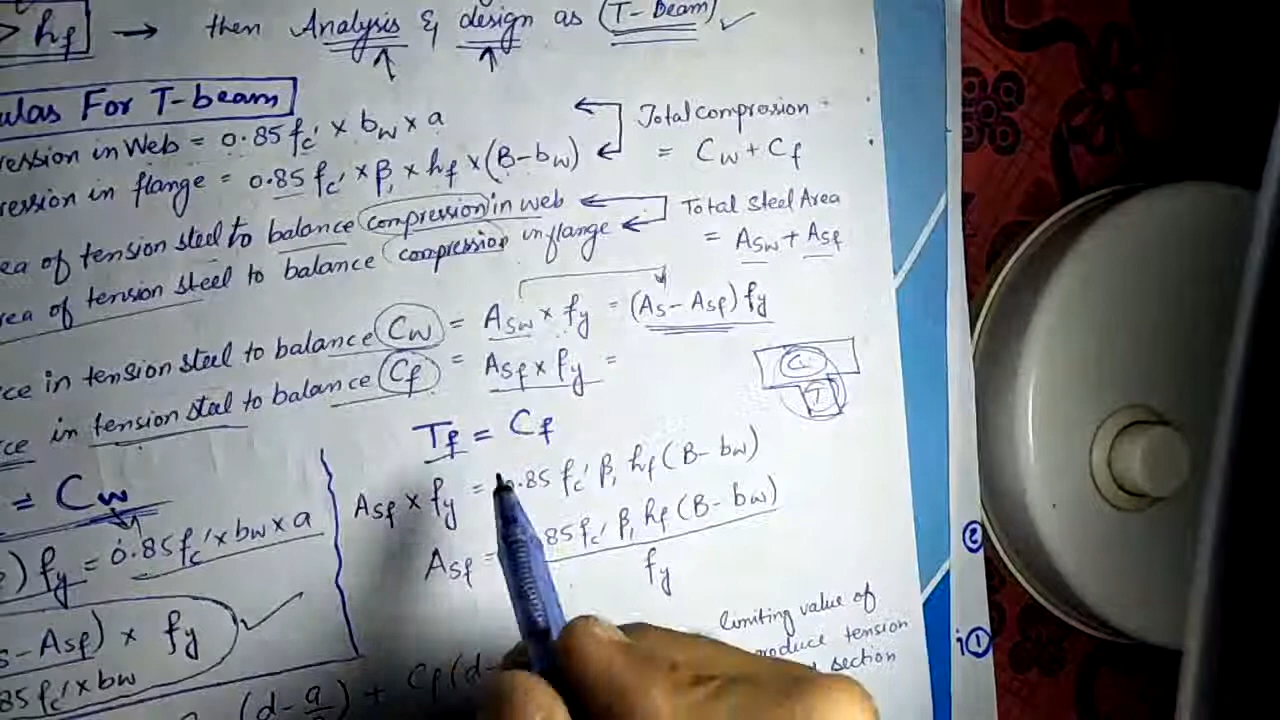 > hf → then Analysis & design as (T-Beam) ✓
ulas For T-beam
ression in Web = 0.85 fc' × bw × a
ression in flange = 0.85 fc' × β₁ × hf × (B-bw)
Total compression = Cw + Cf
ea of tension steel to balance compression in web
rea of tension steel to balance compression in flange
Total Steel Area = Asw + Asf
ce in tension steel to balance Cw = Asw × fy = (As - Asf) fy
ce in tension steel to balance Cf = Asf × fy =
a
T
Tf = Cf
Asf × fy = 0.85 fc' β₁ hf (B - bw)
Asf = .85 fc' β₁ hf (B - bw)
fy
= Cw
) fy = 0.85 fc' × bw × a
s - Asf) × fy
85 fc' × bw
(d - a/ + Cf (d-
limiting value of
produce tension
section
2
i 1